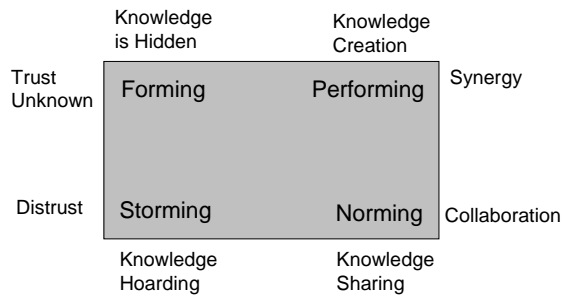 Knowledge
is Hidden
Knowledge
Creation
Trust
Unknown
Forming
Performing
Synergy
Distrust
Storming
Norming
Collaboration
Knowledge
Hoarding
Knowledge
Sharing